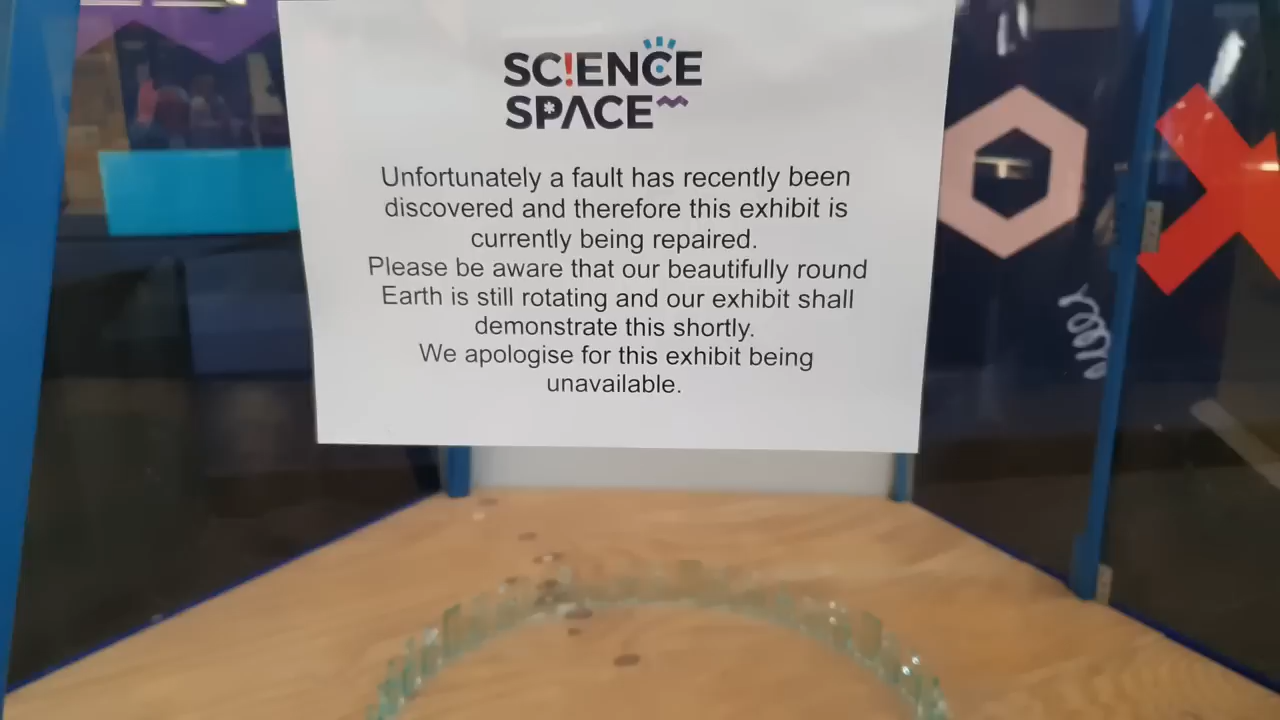 SC!ENCE
SPACE
Unfortunately a fault has recently been
discovered and therefore this exhibit is
currently being repaired.
Please be aware that our beautifully round
Earth is still rotating and our exhibit shall
demonstrate this shortly.
We apologise for this exhibit being
unavailable.